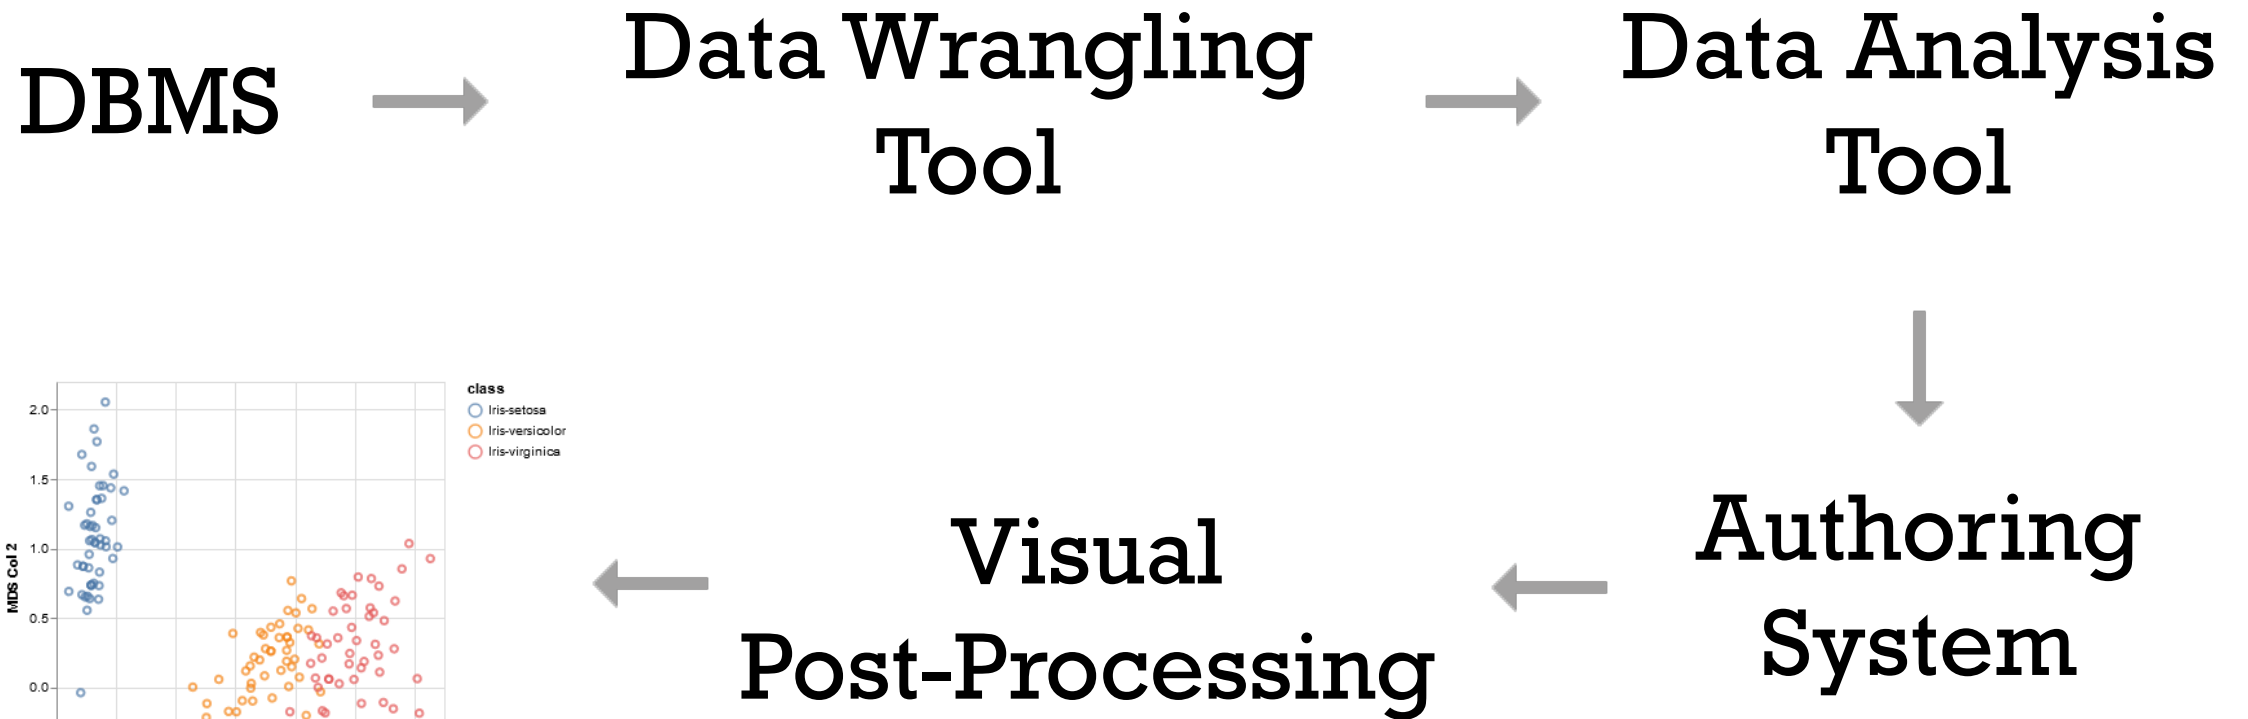 DBMS
Data Wrangling
Tool
Data Analysis
Tool
Authoring
System
Visual
Post-Processing
class
Iris-setosa
Iris-versicolor
Iris-virginica
2.0
1.5
1.0
0.5
0.0
MDS Col 2